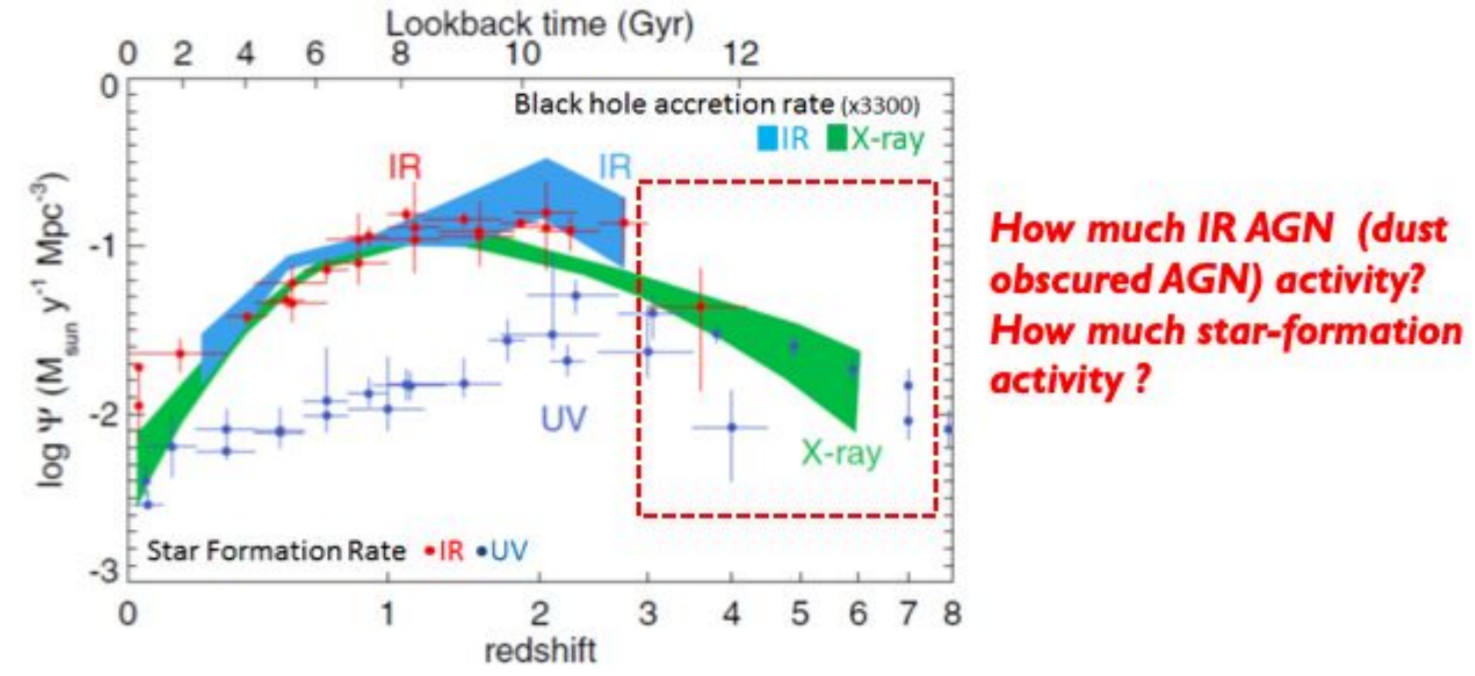 Lookback time (Gyr)
0 2 4 6 8 10 12
Black hole accretion rate (x3300)
IR X-ray
IR IR
UV
X-ray
Star Formation Rate •IR •UV
log Ψ (M_sun y⁻¹ Mpc⁻³)
0
-1
-2
-3
0 1 2 3 4 5 6 7 8
redshift
How much IR AGN (dust
obscured AGN) activity?
How much star-formation
activity ?